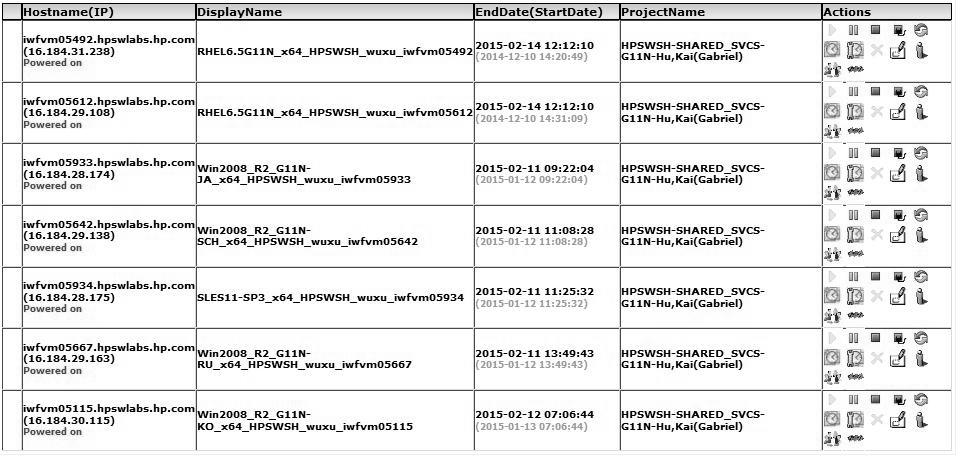 Hostname(IP) DisplayName EndDate(StartDate) ProjectName Actions
iwfvm05492.hpswlabs.hp.com
(16.184.31.238)
Powered on
RHEL6.5G11N_x64_HPSWSH_wuxu_iwfvm05492
2015-02-14 12:12:10
(2014-12-10 14:20:49)
HPSWSH-SHARED_SVCS-
G11N-Hu,Kai(Gabriel)
iwfvm05612.hpswlabs.hp.com
(16.184.29.108)
Powered on
RHEL6.5G11N_x64_HPSWSH_wuxu_iwfvm05612
2015-02-14 12:12:10
(2014-12-10 14:31:09)
HPSWSH-SHARED_SVCS-
G11N-Hu,Kai(Gabriel)
iwfvm05933.hpswlabs.hp.com
(16.184.28.174)
Powered on
Win2008_R2_G11N-
JA_x64_HPSWSH_wuxu_iwfvm05933
2015-02-11 09:22:04
(2015-01-12 09:22:04)
HPSWSH-SHARED_SVCS-
G11N-Hu,Kai(Gabriel)
iwfvm05642.hpswlabs.hp.com
(16.184.29.138)
Powered on
Win2008_R2_G11N-
SCH_x64_HPSWSH_wuxu_iwfvm05642
2015-02-11 11:08:28
(2015-01-12 11:08:28)
HPSWSH-SHARED_SVCS-
G11N-Hu,Kai(Gabriel)
iwfvm05934.hpswlabs.hp.com
(16.184.28.175)
Powered on
SLES11-SP3_x64_HPSWSH_wuxu_iwfvm05934
2015-02-11 11:25:32
(2015-01-12 11:25:32)
HPSWSH-SHARED_SVCS-
G11N-Hu,Kai(Gabriel)
iwfvm05667.hpswlabs.hp.com
(16.184.29.163)
Powered on
Win2008_R2_G11N-
RU_x64_HPSWSH_wuxu_iwfvm05667
2015-02-11 13:49:43
(2015-01-12 13:49:43)
HPSWSH-SHARED_SVCS-
G11N-Hu,Kai(Gabriel)
iwfvm05115.hpswlabs.hp.com
(16.184.30.115)
Powered on
Win2008_R2_G11N-
KO_x64_HPSWSH_wuxu_iwfvm05115
2015-02-12 07:06:44
(2015-01-13 07:06:44)
HPSWSH-SHARED_SVCS-
G11N-Hu,Kai(Gabriel)